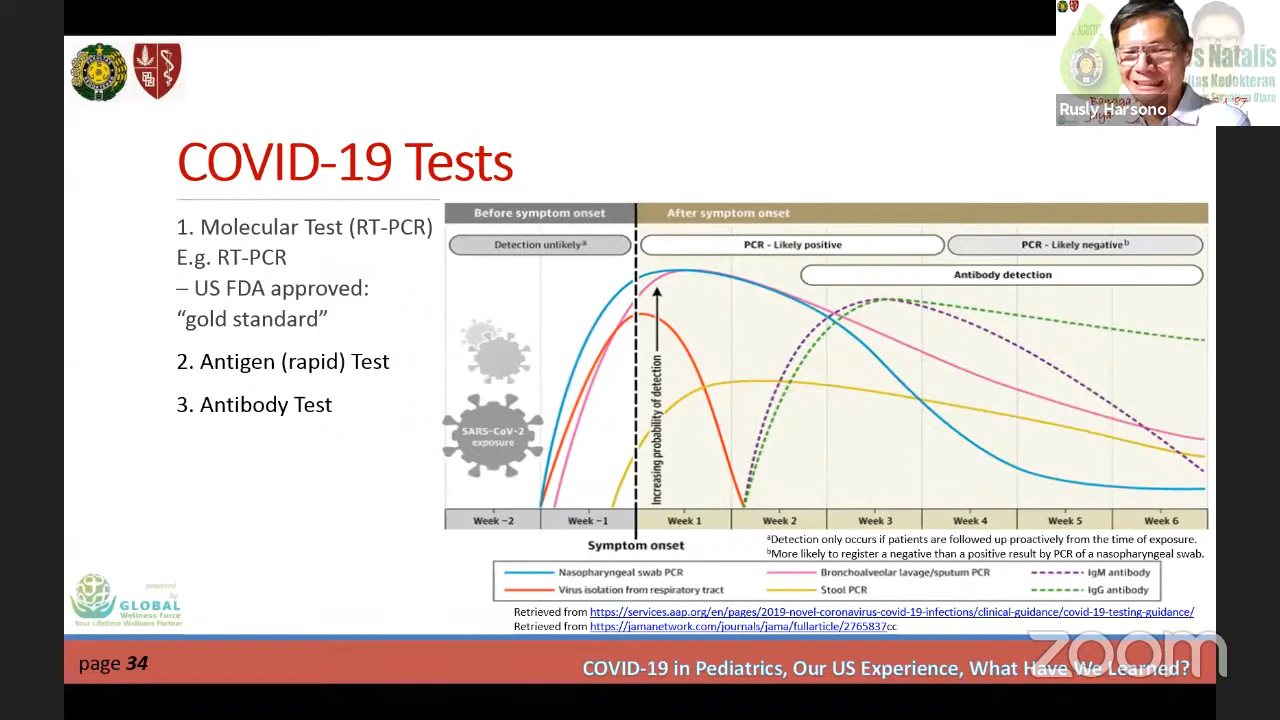 s Natalis
Rusly Harsono
COVID-19 Tests
1. Molecular Test (RT-PCR)
E.g. RT-PCR
– US FDA approved:
“gold standard”
2. Antigen (rapid) Test
3. Antibody Test
Before symptom onset
After symptom onset
Detection unlikelyᵃ
PCR - Likely positive
PCR - Likely negativeᵇ
Antibody detection
SARS-CoV-2
exposure
Increasing probability of detection
Week −2
Week −1
Week 1
Week 2
Week 3
Week 4
Week 5
Week 6
Symptom onset
ᵃDetection only occurs if patients are followed up proactively from the time of exposure.
ᵇMore likely to register a negative than a positive result by PCR of a nasopharyngeal swab.
Nasopharyngeal swab PCR
Bronchoalveolar lavage/sputum PCR
IgM antibody
Virus isolation from respiratory tract
Stool PCR
IgG antibody
Retrieved from https://services.aap.org/en/pages/2019-novel-coronavirus-covid-19-infections/clinical-guidance/covid-19-testing-guidance/
Retrieved from https://jamanetwork.com/journals/jama/fullarticle/2765837cc
powered
by
GLOBAL
Wellness Force
Your Lifetime Wellness Partner
page 34
COVID-19 in Pediatrics, Our US Experience, What Have We Learned?
zoom